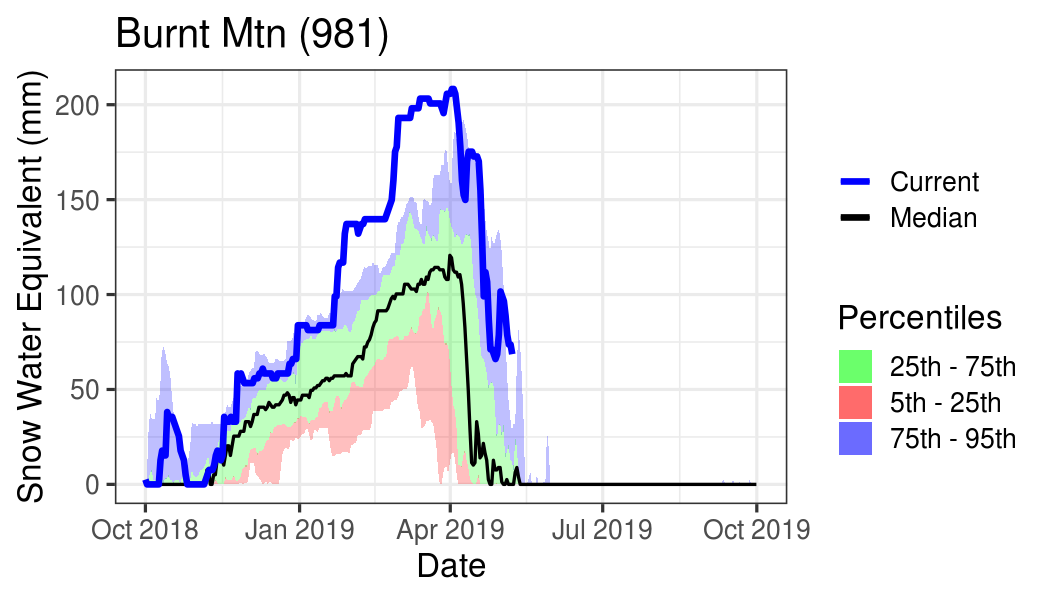 Burnt Mtn (981)
Snow Water Equivalent (mm)
200
150
100
50
0
Oct 2018
Jan 2019
Apr 2019
Jul 2019
Oct 2019
Date
Current
Median
Percentiles
25th - 75th
5th - 25th
75th - 95th